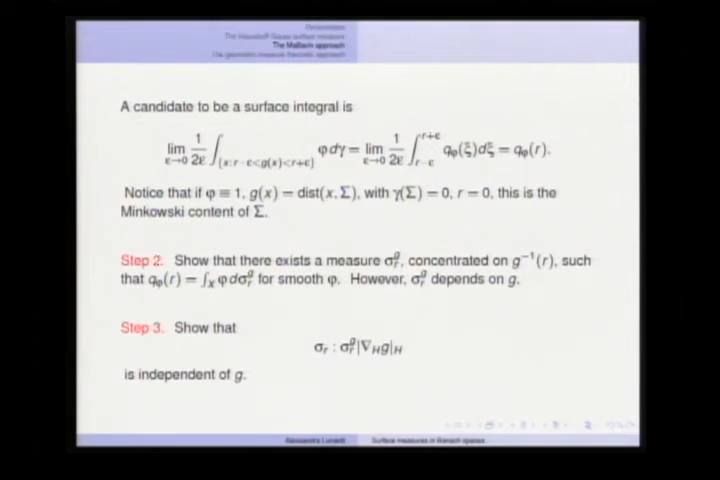 Presentation
The Hausdorff-Gauss surface measure
The Malliavin approach
The geometric measure theoretic approach
A candidate to be a surface integral is
lim_{ε→0} 1/2ε ∫_{{x: r−ε<g(x)<r+ε}} φ dγ = lim_{ε→0} 1/2ε ∫_{r−ε}^{r+ε} q_φ(ξ)dξ = q_φ(r).
Notice that if φ ≡ 1, g(x) = dist(x, Σ), with γ(Σ) = 0, r = 0, this is the
Minkowski content of Σ.
Step 2. Show that there exists a measure σ_r^g, concentrated on g^{-1}(r), such
that q_φ(r) = ∫_X φ dσ_r^g for smooth φ. However, σ_r^g depends on g.
Step 3. Show that
σ_r : σ_r^g|∇_H g|_H
is independent of g.
Alessandra Lunardi Surface measures in Banach spaces